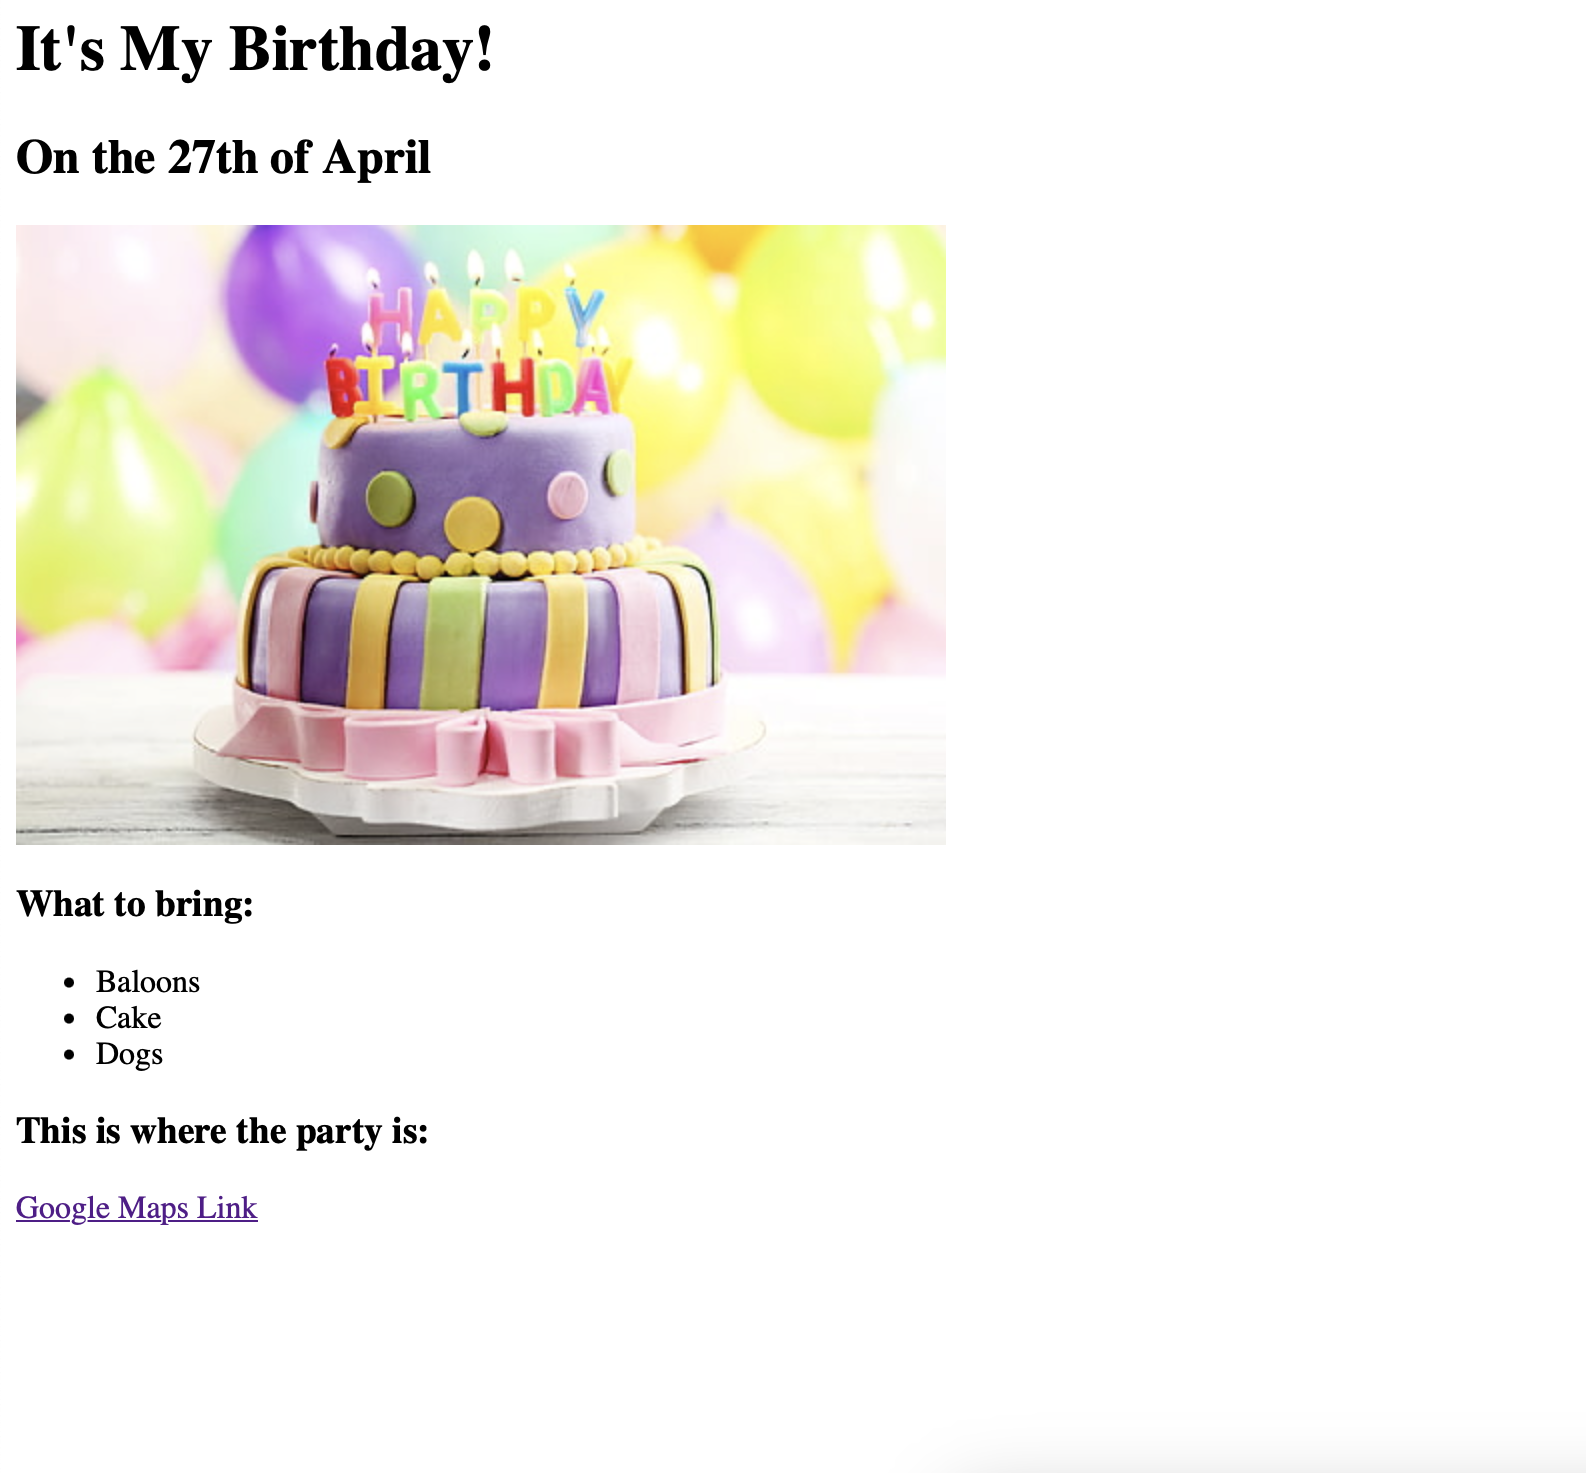 It's My Birthday!
On the 27th of April
HAPPY
BIRTHDAY
What to bring:
Baloons
Cake
Dogs
This is where the party is:
Google Maps Link